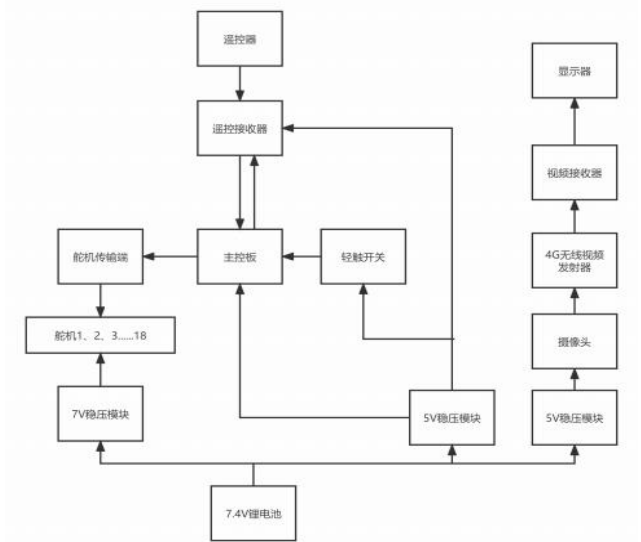 遥控器
显示器
遥控接收器
视频接收器
舵机传输端
主控板
轻触开关
4G无线视频
发射器
舵机1、2、3......18
摄像头
7V稳压模块
5V稳压模块
5V稳压模块
7.4V锂电池